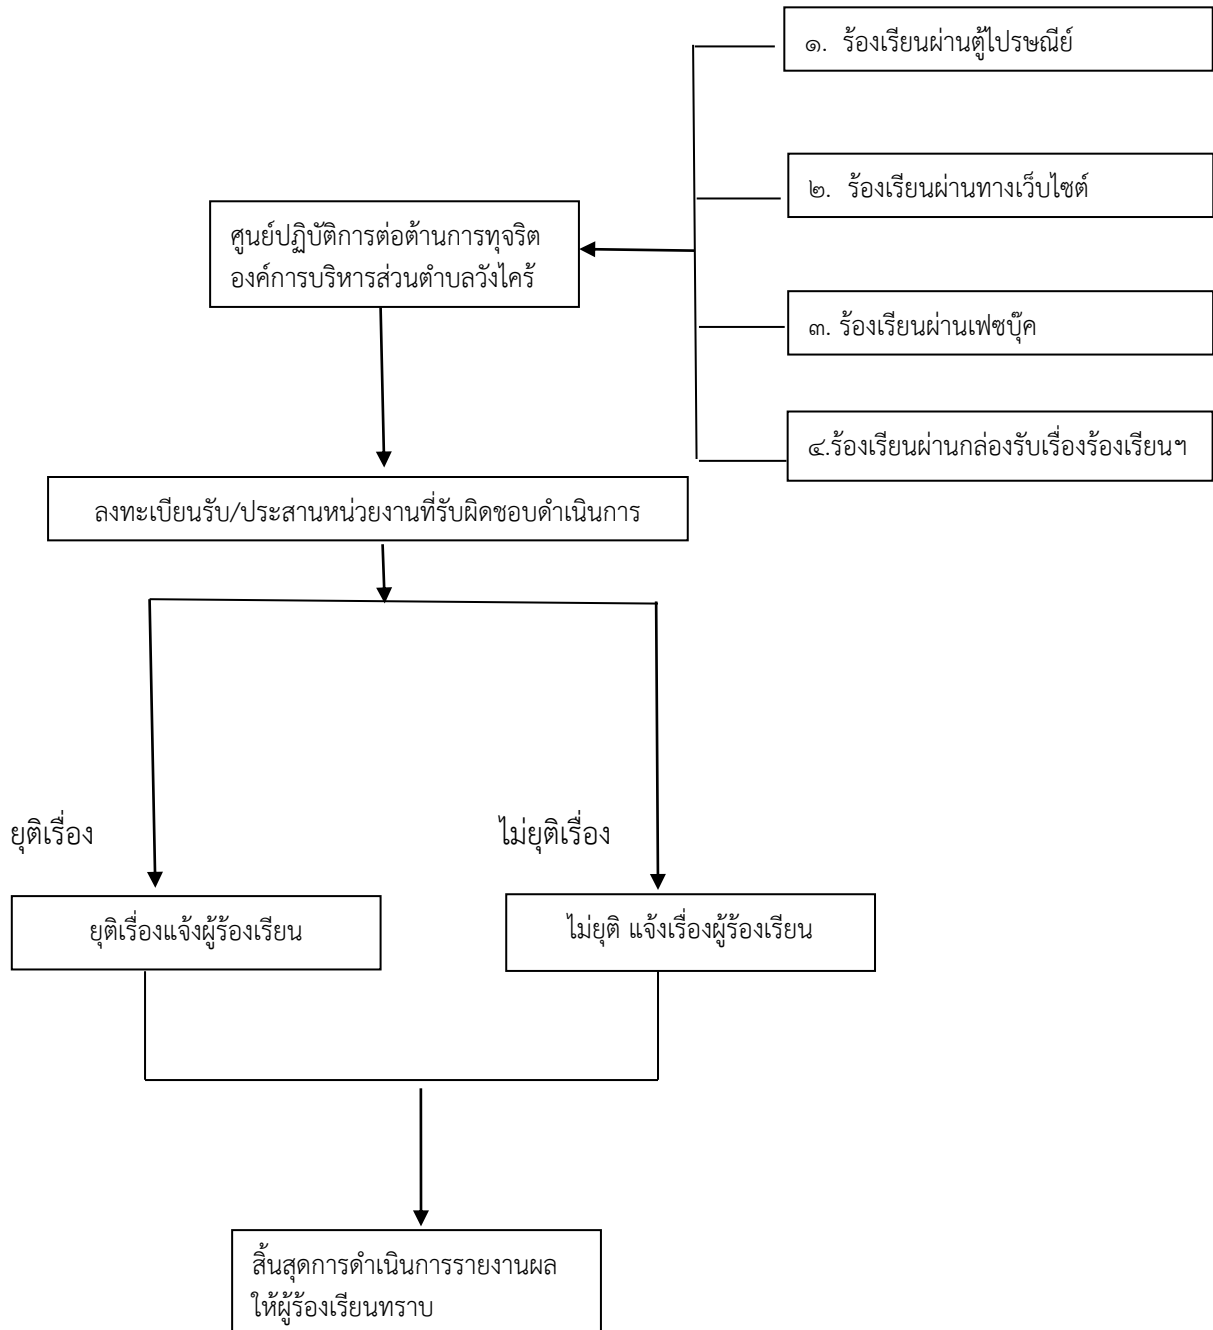 ๑. ร้องเรียนผ่านตู้ไปรษณีย์
๒. ร้องเรียนผ่านทางเว็บไซต์
ศูนย์ปฏิบัติการต่อต้านการทุจริต
องค์การบริหารส่วนตำบลวังไคร้
๓. ร้องเรียนผ่านเฟซบุ๊ค
๔.ร้องเรียนผ่านกล่องรับเรื่องร้องเรียนฯ
ลงทะเบียนรับ/ประสานหน่วยงานที่รับผิดชอบดำเนินการ
ยุติเรื่อง
ไม่ยุติเรื่อง
ยุติเรื่องแจ้งผู้ร้องเรียน
ไม่ยุติ แจ้งเรื่องผู้ร้องเรียน
สิ้นสุดการดำเนินการรายงานผล
ให้ผู้ร้องเรียนทราบ